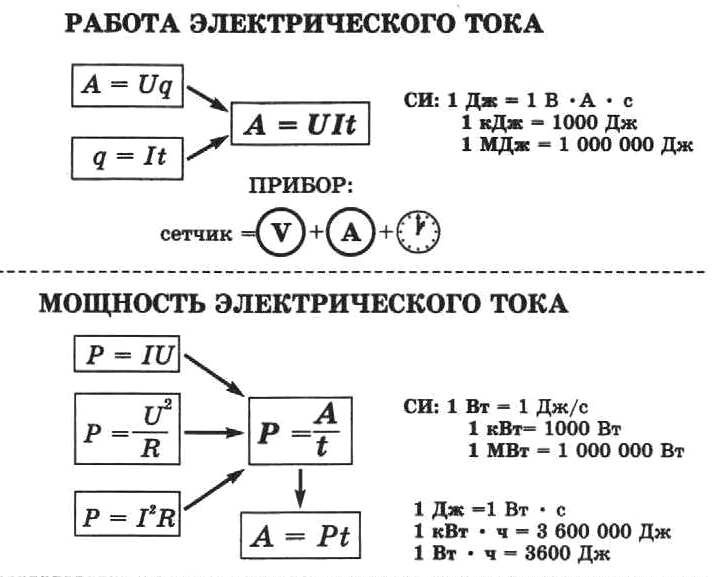 РАБОТА ЭЛЕКТРИЧЕСКОГО ТОКА
A = Uq
q = It
A = UIt
СИ: 1 Дж = 1 В · А · с
1 кДж = 1000 Дж
1 МДж = 1 000 000 Дж
ПРИБОР:
сетчик = V + A +
МОЩНОСТЬ ЭЛЕКТРИЧЕСКОГО ТОКА
P = IU
P = U²/R
P = I²R
P = A/t
A = Pt
СИ: 1 Вт = 1 Дж/с
1 кВт= 1000 Вт
1 МВт = 1 000 000 Вт
1 Дж =1 Вт · с
1 кВт · ч = 3 600 000 Дж
1 Вт · ч = 3600 Дж